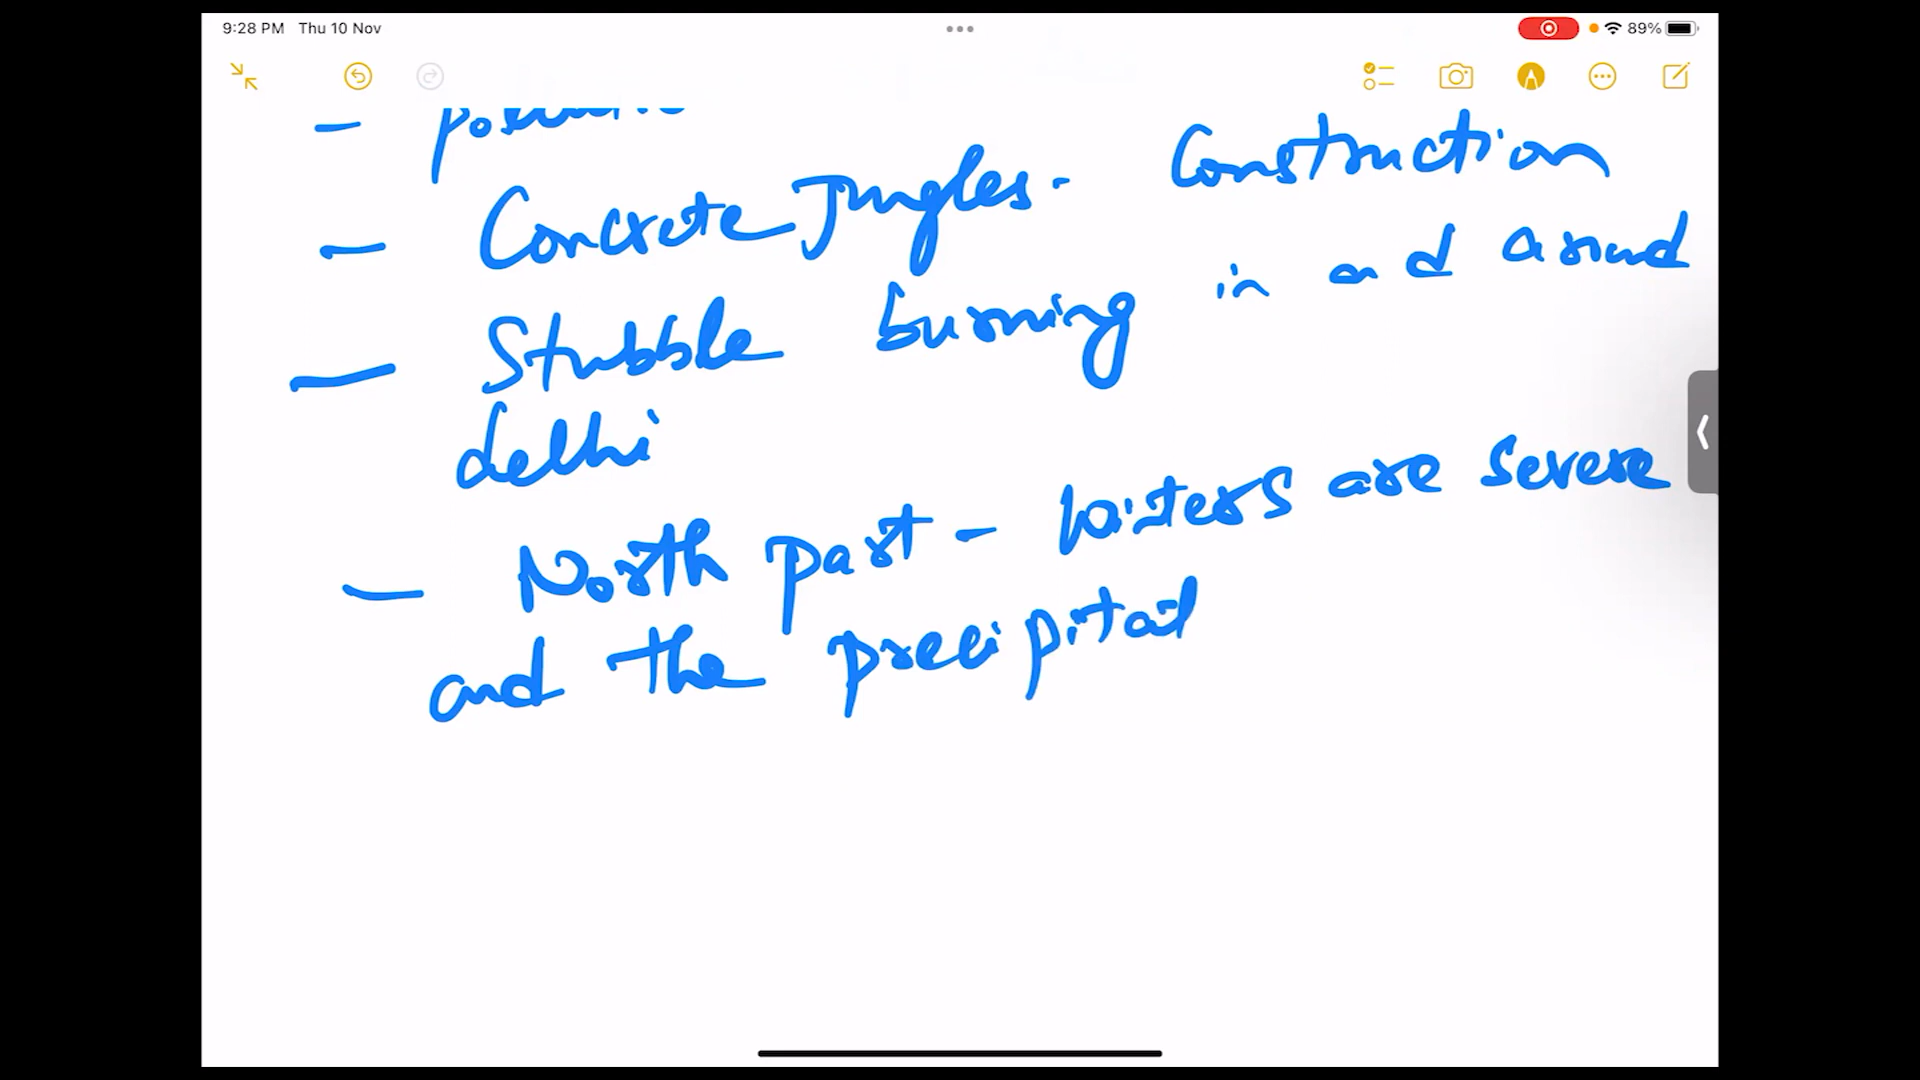 9:28 PM Thu 10 Nov
89%
- Concrete jungles - Construction
- Stubble burning in and around
delhi
- North part - Winters are severe
and the precipitat